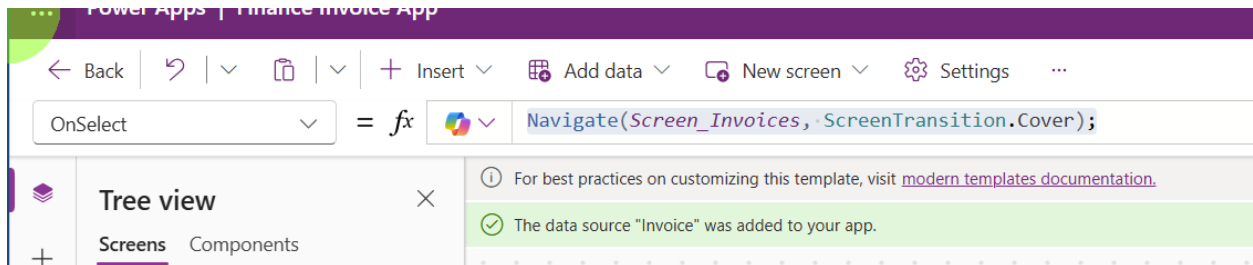 Power Apps | Finance Invoice App
Back Insert Add data New screen Settings ...
OnSelect = fx Navigate(Screen_Invoices, ScreenTransition.Cover);
For best practices on customizing this template, visit modern templates documentation.
Tree view
The data source "Invoice" was added to your app.
Screens Components